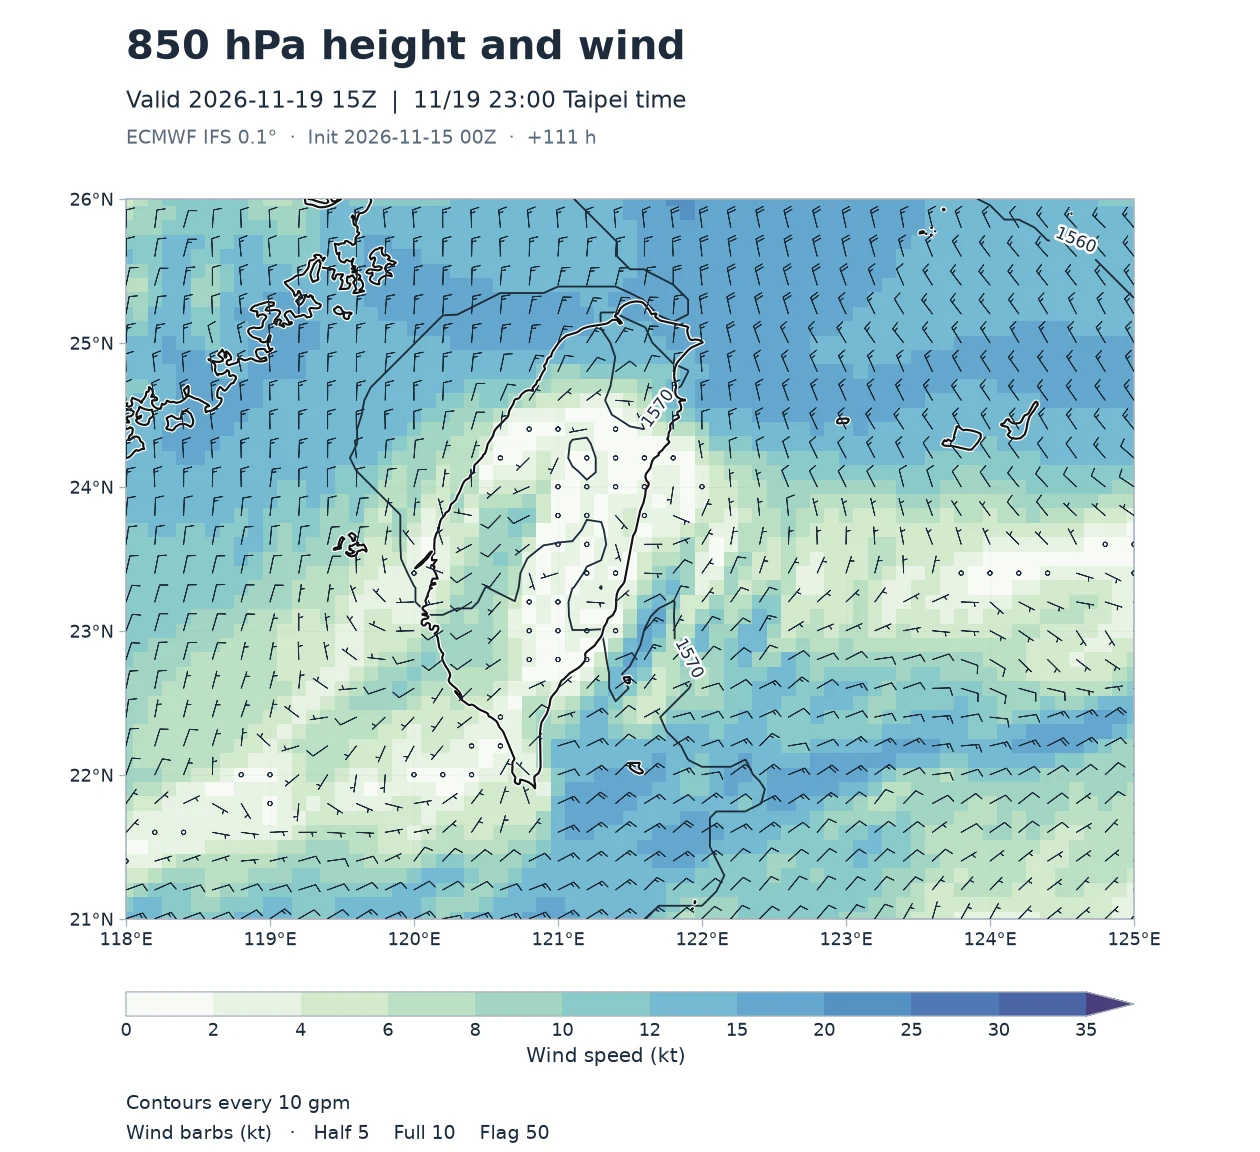 850 hPa height and wind
Valid 2026-11-19 15Z | 11/19 23:00 Taipei time
ECMWF IFS 0.1° · Init 2026-11-15 00Z · +111 h
26°N
25°N
24°N
23°N
22°N
21°N
1560
1570
1570
118°E 119°E 120°E 121°E 122°E 123°E 124°E 125°E
0 2 4 6 8 10 12 15 20 25 30 35
Wind speed (kt)
Contours every 10 gpm
Wind barbs (kt) · Half 5 Full 10 Flag 50